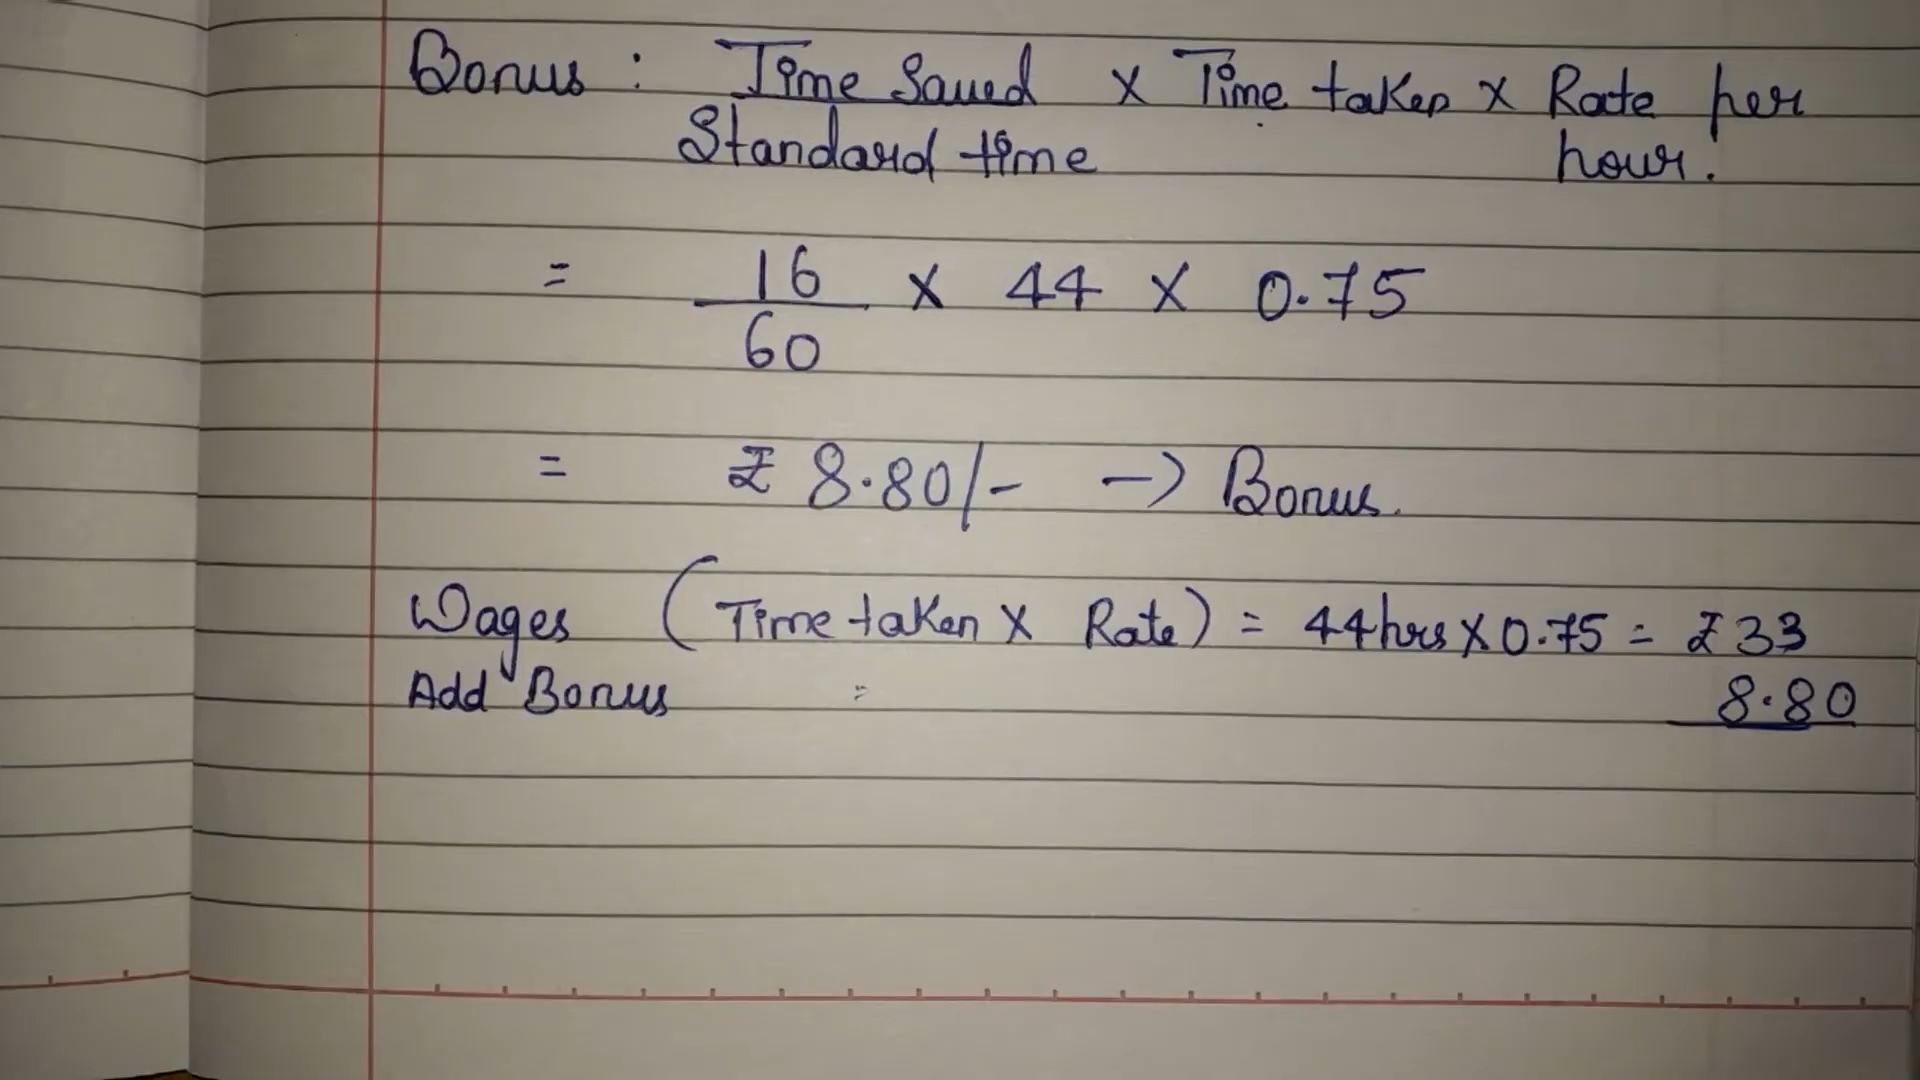 Bonus : Time Saved × Time taken × Rate per
Standard time hour.
= 16 × 44 × 0.75
60
= ₹ 8.80/- -> Bonus.
Wages (Time taken × Rate) = 44hrs × 0.75 = ₹33
Add Bonus = 8.80